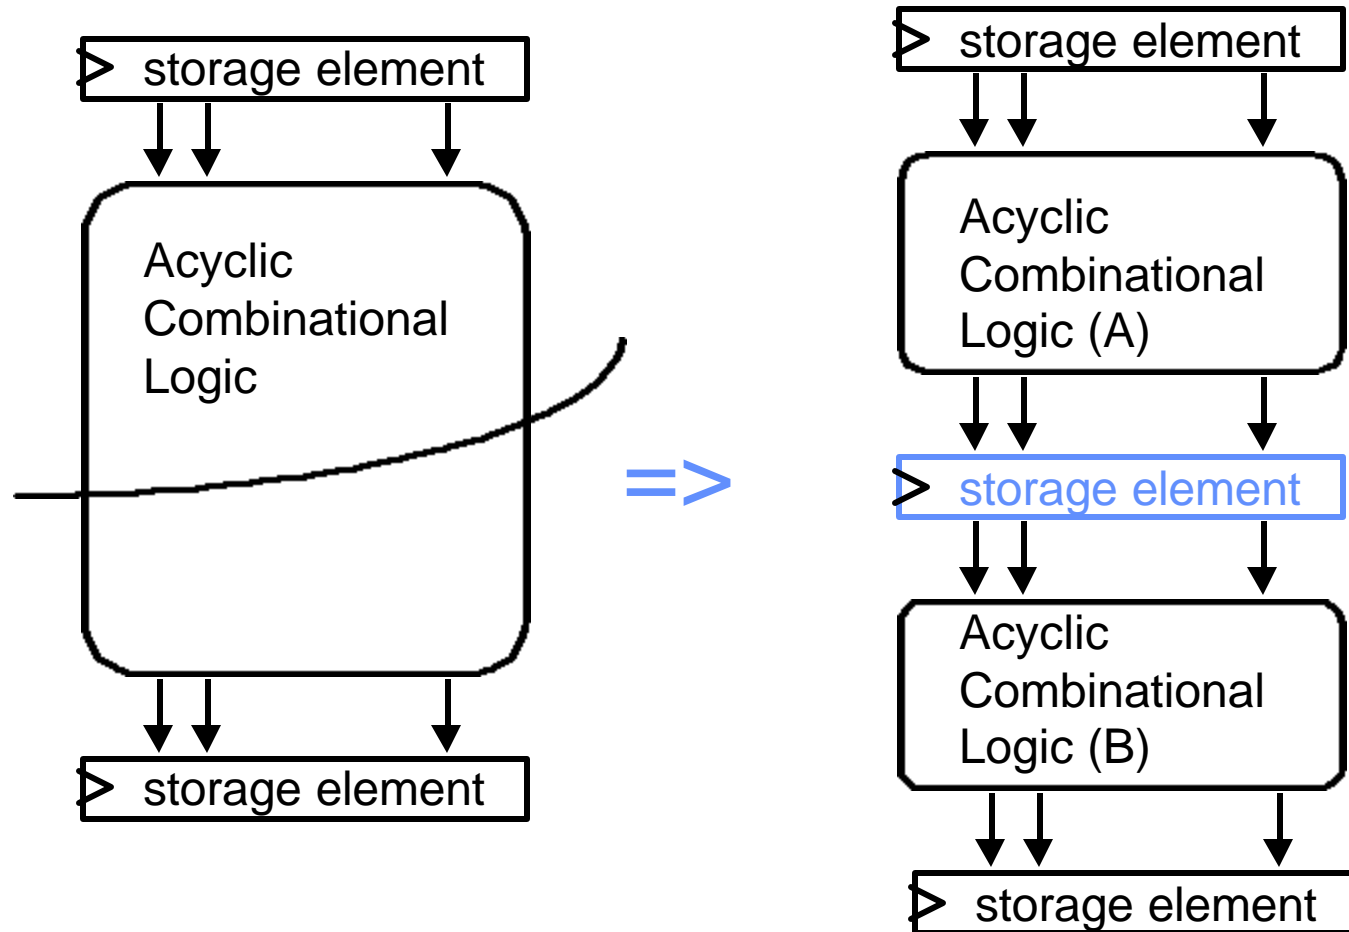 storage element
Acyclic
Combinational
Logic
storage element
=>
storage element
Acyclic
Combinational
Logic (A)
storage element
Acyclic
Combinational
Logic (B)
storage element